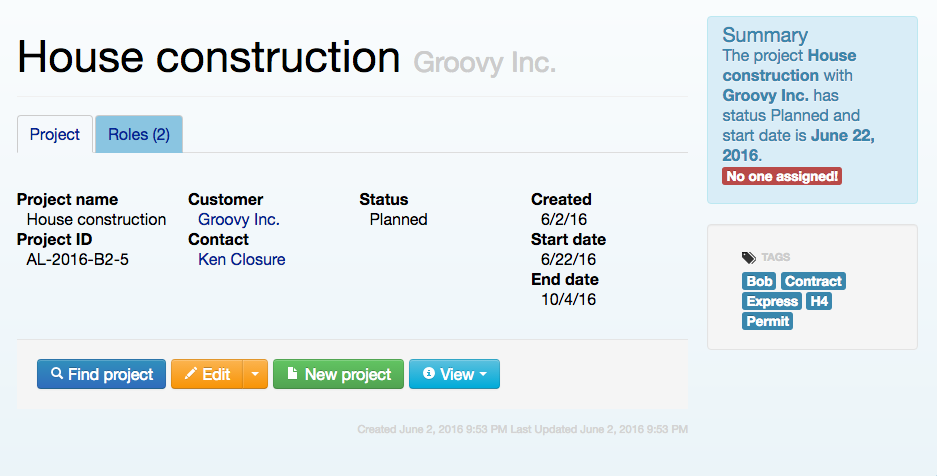 House construction Groovy Inc.
Project Roles (2)
Project name
House construction
Project ID
AL-2016-B2-5
Customer
Groovy Inc.
Contact
Ken Closure
Status
Planned
Created
6/2/16
Start date
6/22/16
End date
10/4/16
Find project Edit New project View
Created June 2, 2016 9:53 PM Last Updated June 2, 2016 9:53 PM
Summary
The project House
construction with
Groovy Inc. has
status Planned and
start date is June 22,
2016.
No one assigned!
TAGS
Bob Contract
Express H4
Permit